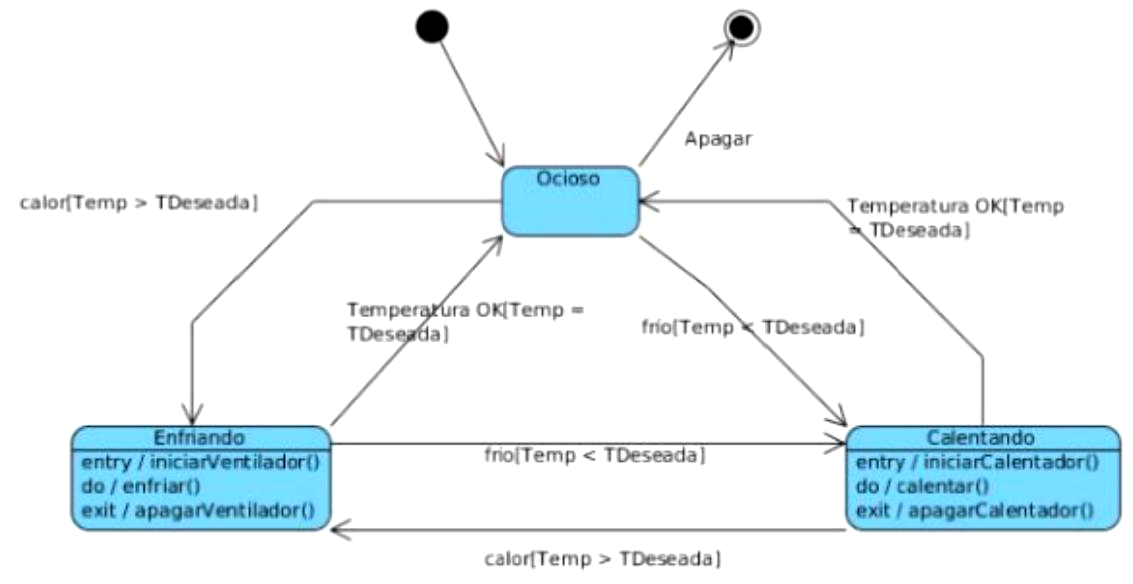 Apagar
Ocioso
calor[Temp > TDeseada]
Temperatura OK[Temp
= TDeseada]
Temperatura OK[Temp =
TDeseada]
frío[Temp < TDeseada]
Enfriando
entry / iniciarVentilador()
do / enfriar()
exit / apagarVentilador()
frio[Temp < TDeseada]
Calentando
entry / iniciarCalentador()
do / calentar()
exit / apagarCalentador()
calor[Temp > TDeseada]